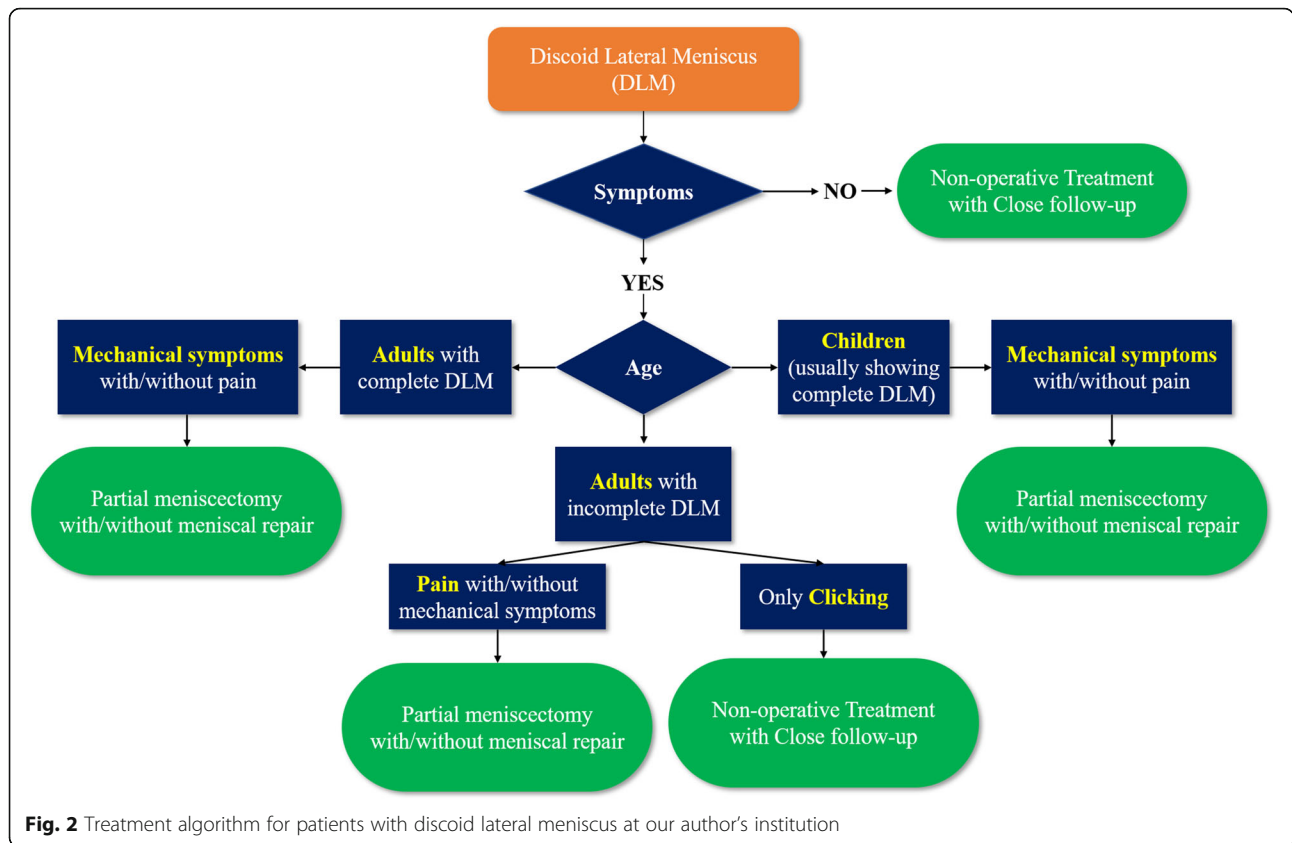 Discoid Lateral Meniscus
(DLM)
Symptoms
NO
Non-operative Treatment
with Close follow-up
YES
Mechanical symptoms
with/without pain
Adults with
complete DLM
Age
Children
(usually showing
complete DLM)
Mechanical symptoms
with/without pain
Partial meniscectomy
with/without meniscal repair
Adults with
incomplete DLM
Partial meniscectomy
with/without meniscal repair
Pain with/without
mechanical symptoms
Only Clicking
Partial meniscectomy
with/without meniscal repair
Non-operative Treatment
with Close follow-up
Fig. 2 Treatment algorithm for patients with discoid lateral meniscus at our author's institution